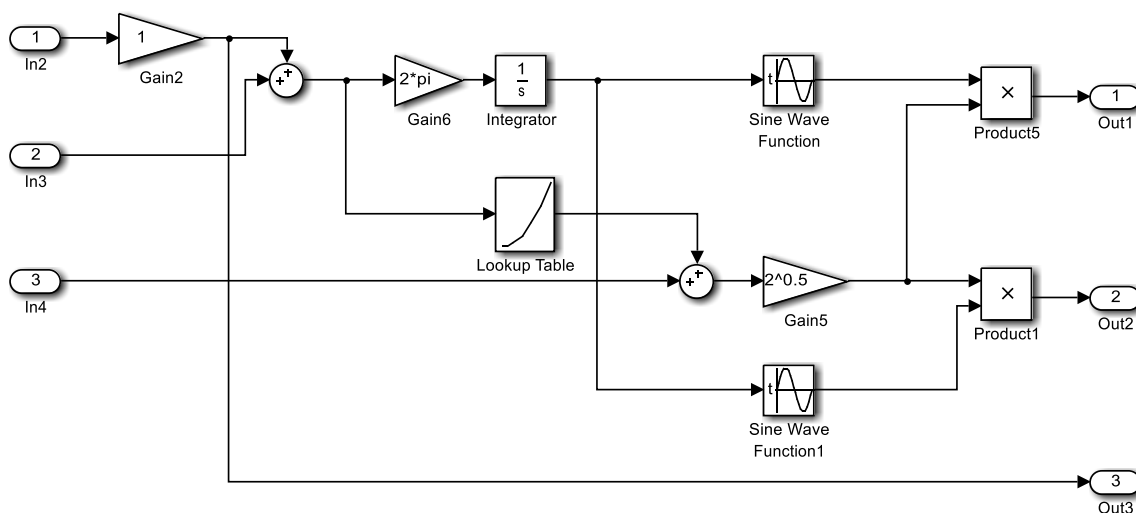 1
In2
1
Gain2
+
+
2
In3
2*pi
Gain6
1
s
Integrator
t
Sine Wave
Function
×
Product5
1
Out1
Lookup Table
3
In4
+
+
2^0.5
Gain5
×
Product1
2
Out2
t
Sine Wave
Function1
3
Out3